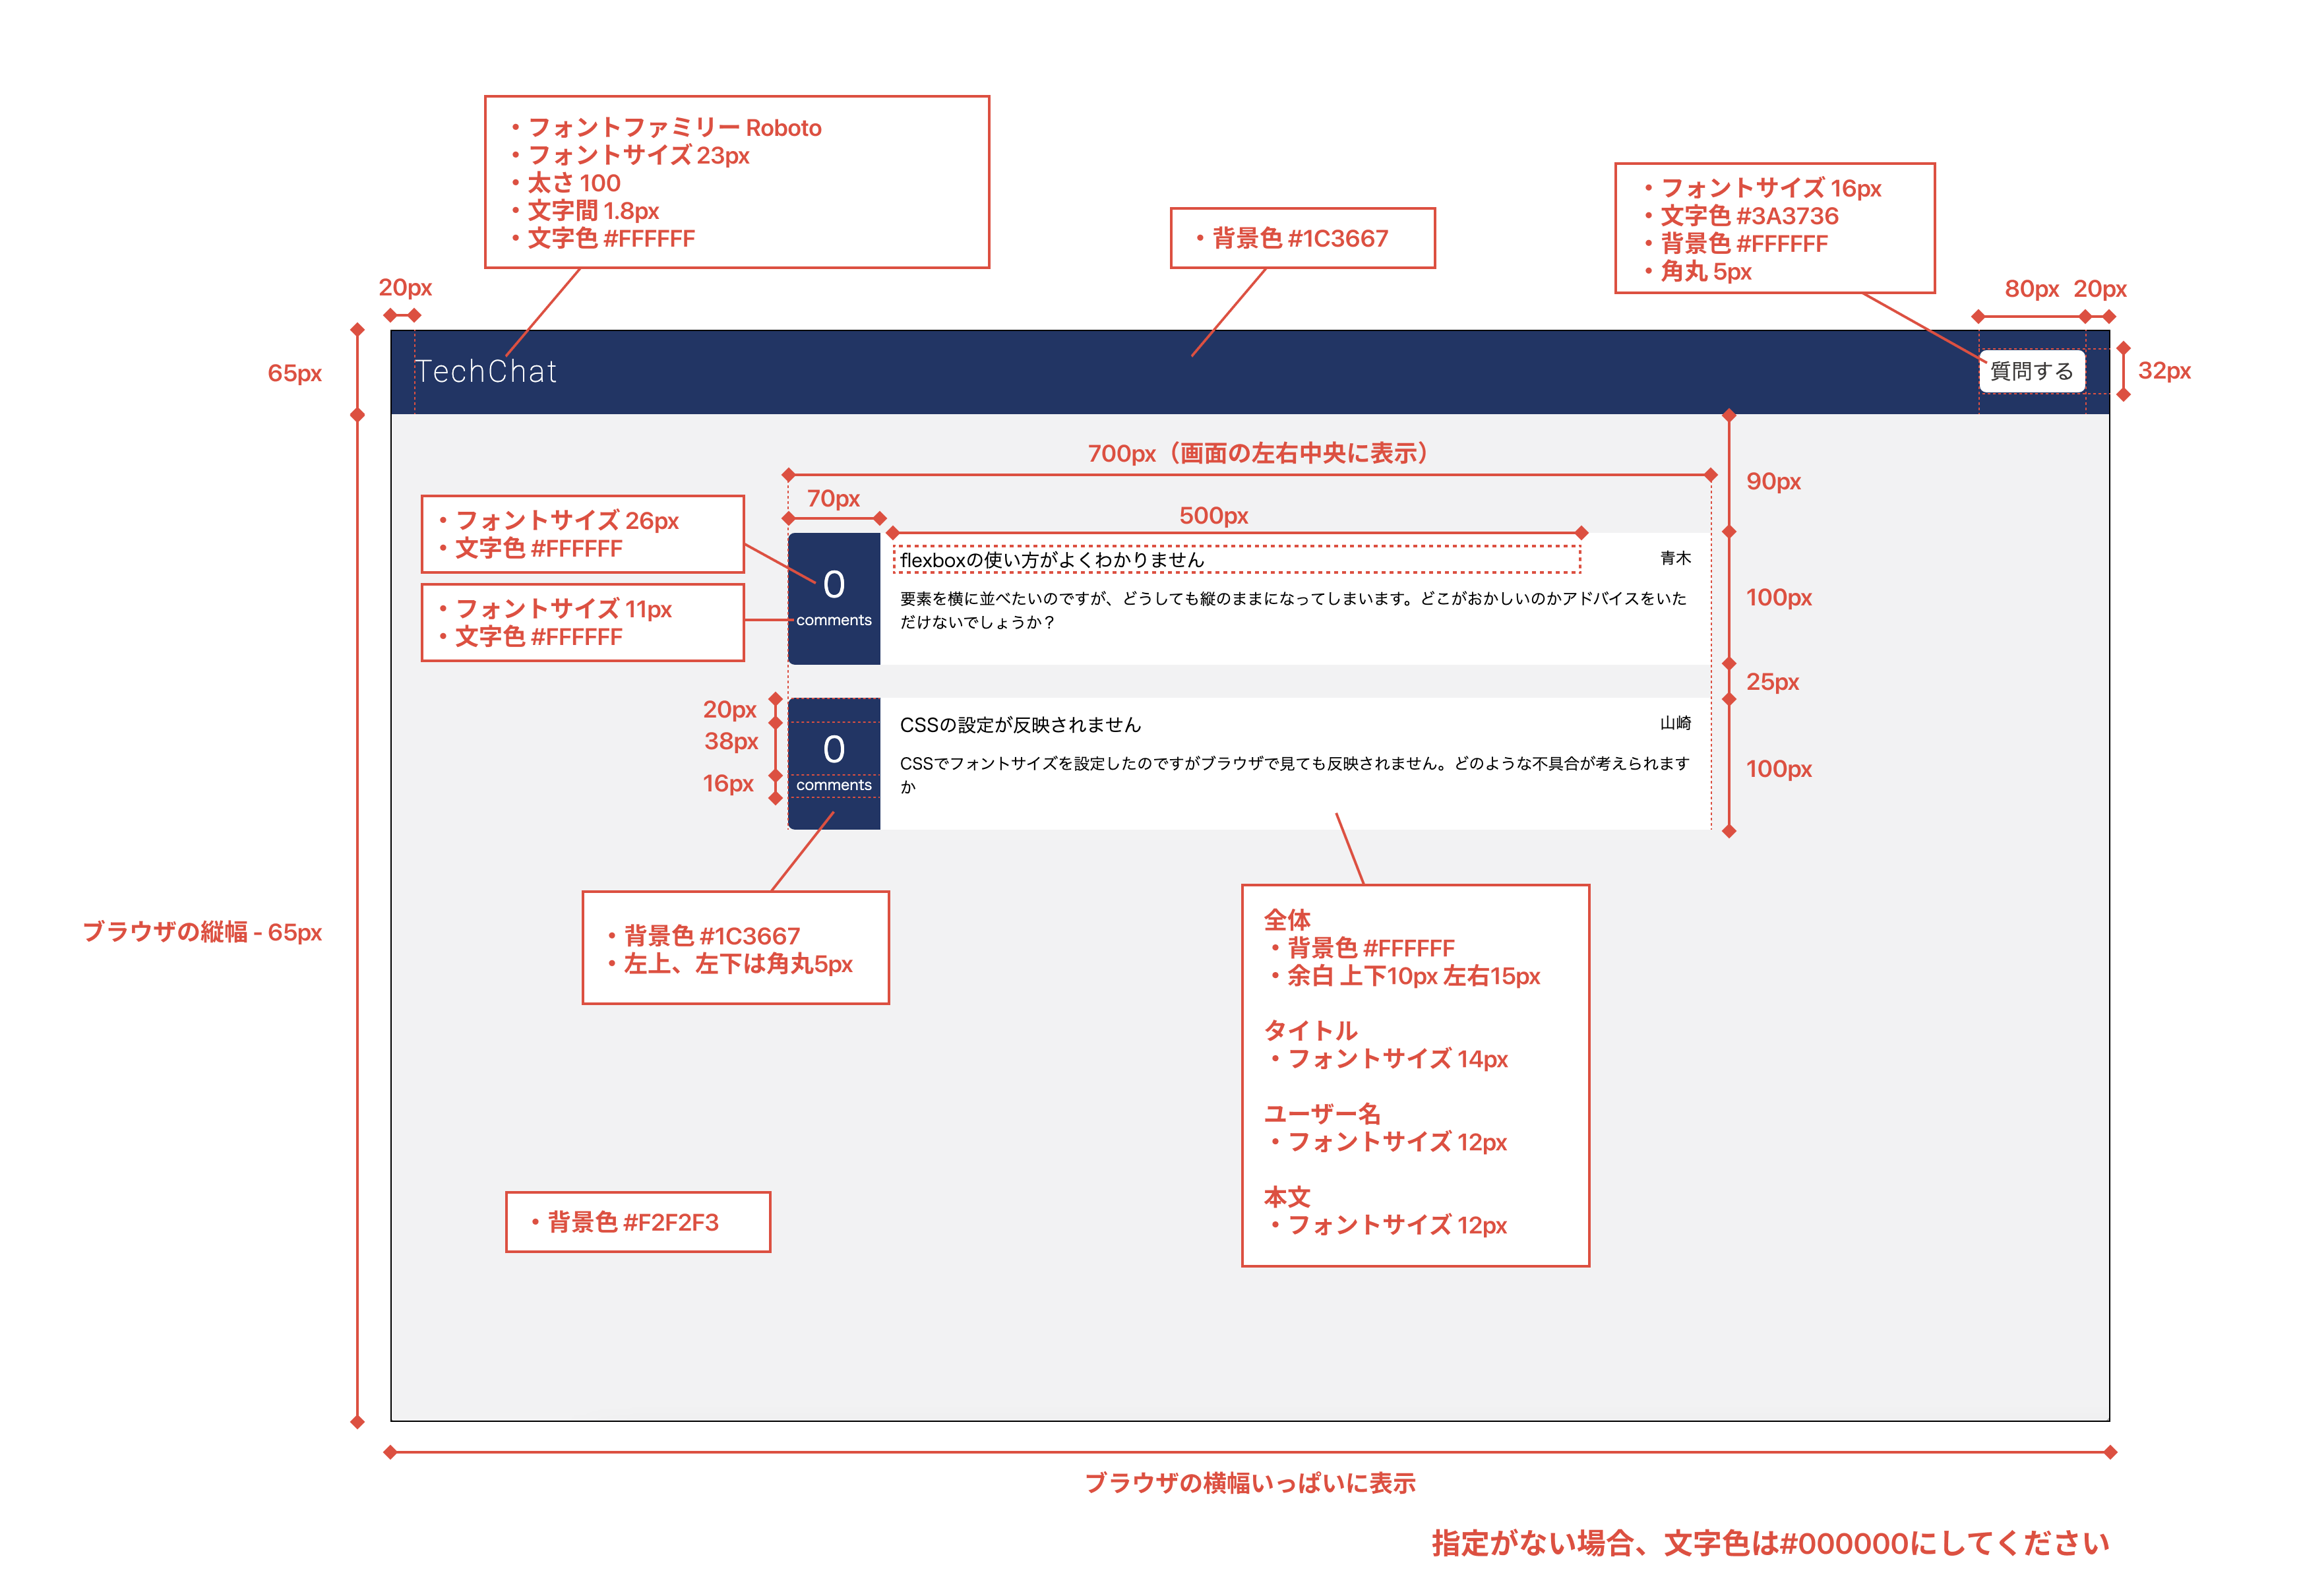 ・フォントファミリー Roboto
・フォントサイズ 23px
・太さ 100
・文字間 1.8px
・文字色 #FFFFFF
・背景色 #1C3667
・フォントサイズ 16px
・文字色 #3A3736
・背景色 #FFFFFF
・角丸 5px
20px
80px
20px
65px
TechChat
質問する
32px
700px（画面の左右中央に表示）
90px
70px
500px
・フォントサイズ 26px
・文字色 #FFFFFF
・フォントサイズ 11px
・文字色 #FFFFFF
0
comments
flexboxの使い方がよくわかりません
青木
要素を横に並べたいのですが、どうしても縦のままになってしまいます。どこがおかしいのかアドバイスをいた
だけないでしょうか？
100px
25px
20px
38px
16px
0
comments
CSSの設定が反映されません
山崎
CSSでフォントサイズを設定したのですがブラウザで見ても反映されません。どのような不具合が考えられます
か
100px
ブラウザの縦幅 - 65px
・背景色 #1C3667
・左上、左下は角丸5px
全体
・背景色 #FFFFFF
・余白 上下10px 左右15px
タイトル
・フォントサイズ 14px
ユーザー名
・フォントサイズ 12px
本文
・フォントサイズ 12px
・背景色 #F2F2F3
ブラウザの横幅いっぱいに表示
指定がない場合、文字色は#000000にしてください